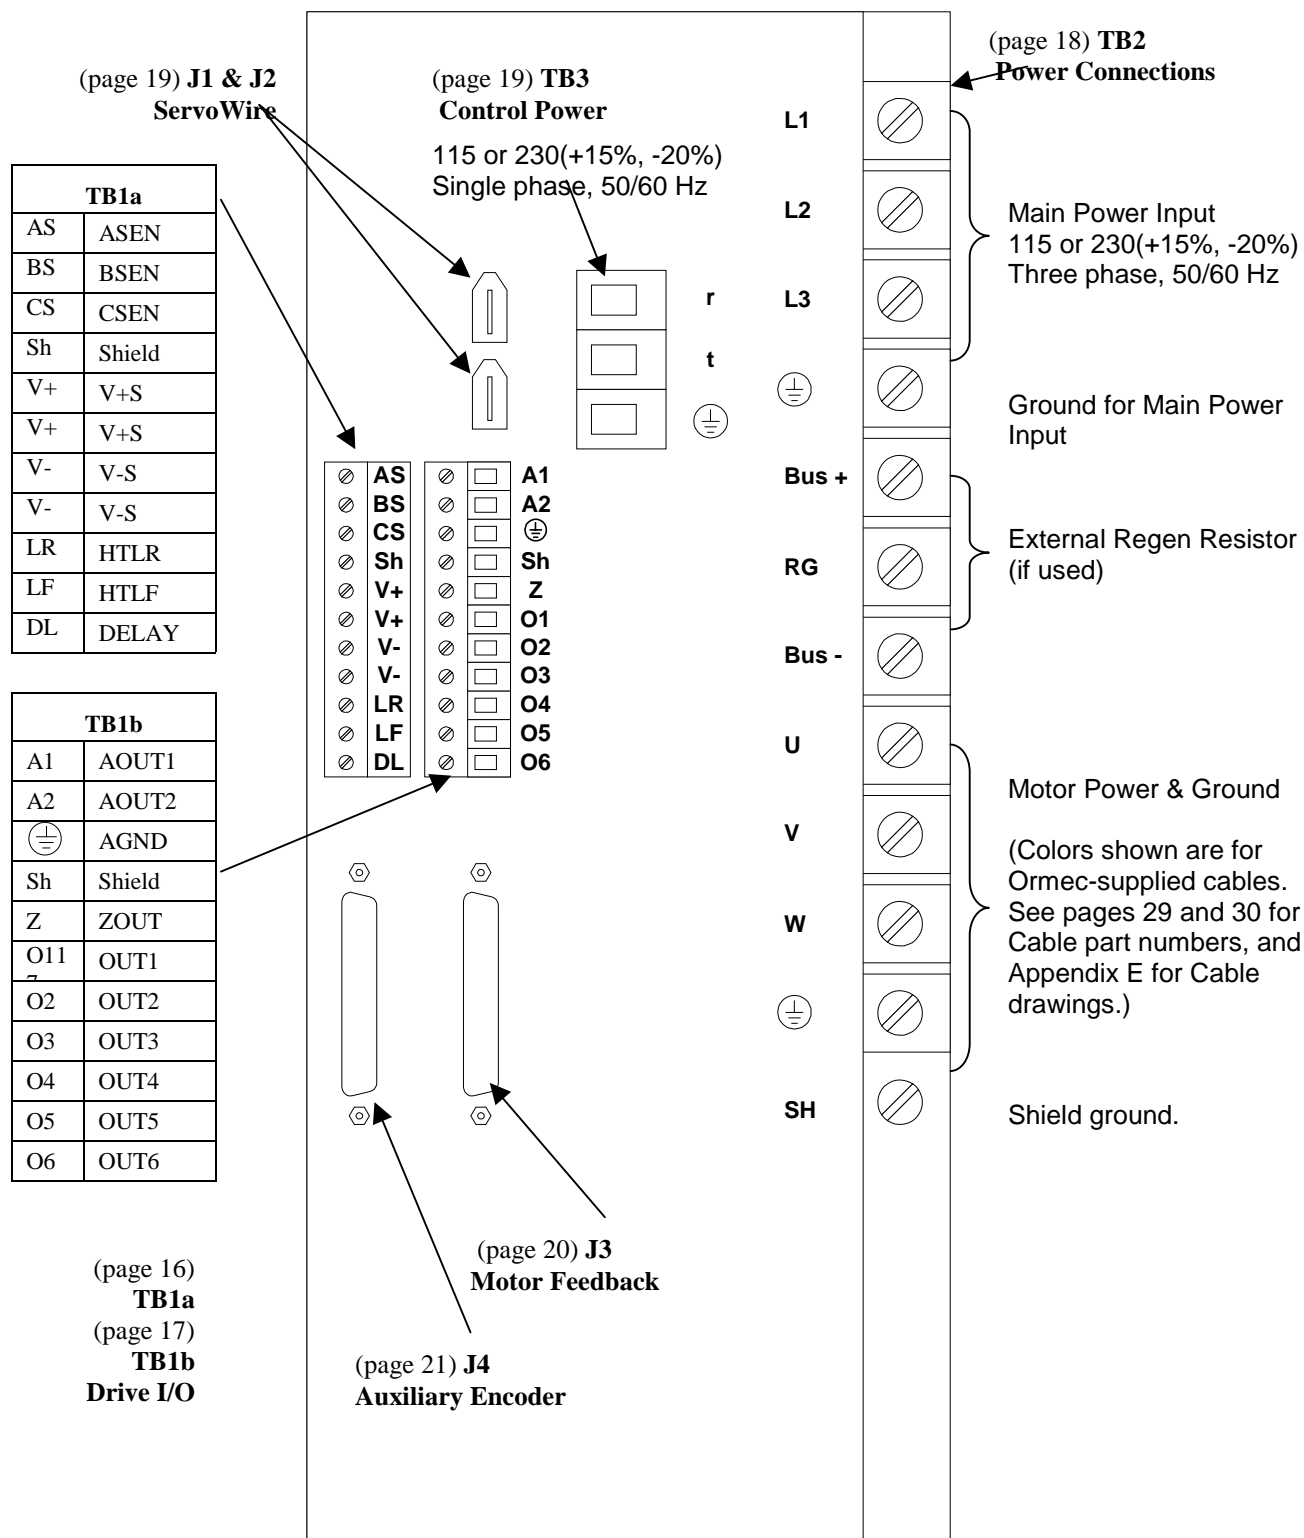 (page 18) TB2
Power Connections
(page 19) J1 & J2
ServoWire
(page 19) TB3
Control Power
115 or 230(+15%, -20%)
Single phase, 50/60 Hz
TB1a
AS ASEN
BS BSEN
CS CSEN
Sh Shield
V+ V+S
V+ V+S
V- V-S
V- V-S
LR HTLR
LF HTLF
DL DELAY
TB1b
A1 AOUT1
A2 AOUT2
AGND
Sh Shield
Z ZOUT
O11 OUT1
O2 OUT2
O3 OUT3
O4 OUT4
O5 OUT5
O6 OUT6
(page 16)
TB1a
(page 17)
TB1b
Drive I/O
r
t
AS A1
BS A2
CS
Sh Sh
V+ Z
V+ O1
V- O2
V- O3
LR O4
LF O5
DL O6
(page 20) J3
Motor Feedback
(page 21) J4
Auxiliary Encoder
L1
L2
L3
Bus +
RG
Bus -
U
V
W
SH
Main Power Input
115 or 230(+15%, -20%)
Three phase, 50/60 Hz
Ground for Main Power
Input
External Regen Resistor
(if used)
Motor Power & Ground
(Colors shown are for
Ormec-supplied cables.
See pages 29 and 30 for
Cable part numbers, and
Appendix E for Cable
drawings.)
Shield ground.